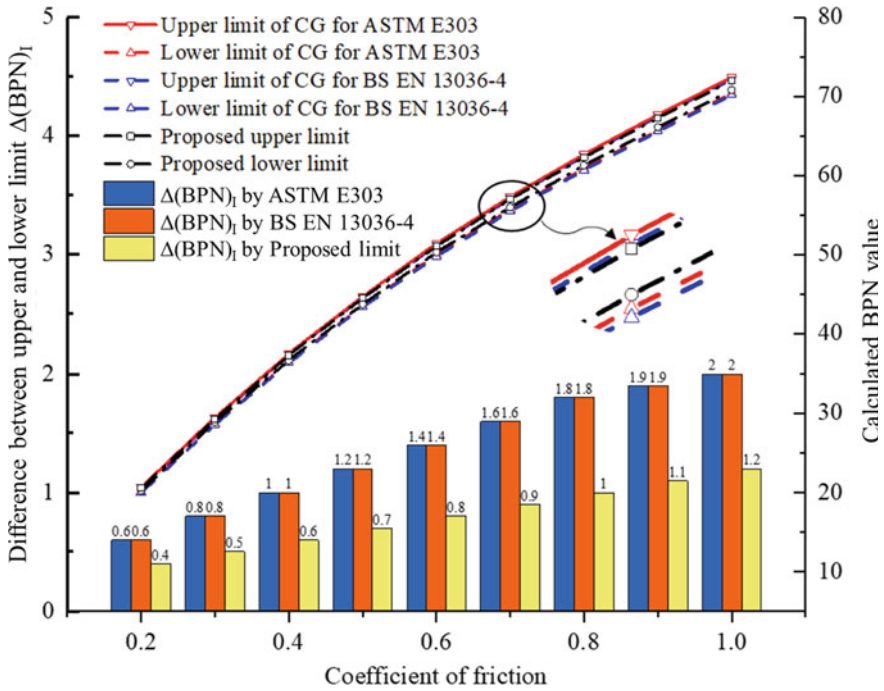 Difference between upper and lower limit Δ(BPN)I
5
4
3
2
1
0
Upper limit of CG for ASTM E303
Lower limit of CG for ASTM E303
Upper limit of CG for BS EN 13036-4
Lower limit of CG for BS EN 13036-4
Proposed upper limit
Proposed lower limit
Δ(BPN)I by ASTM E303
Δ(BPN)I by BS EN 13036-4
Δ(BPN)I by Proposed limit
0.6 0.6 0.4
0.8 0.8 0.5
1 1 0.6
1.2 1.2 0.7
1.4 1.4 0.8
1.6 1.6 0.9
1.8 1.8 1
1.9 1.9 1.1
2 2 1.2
80
70
60
50
40
30
20
10
Calculated BPN value
0.2 0.4 0.6 0.8 1.0
Coefficient of friction